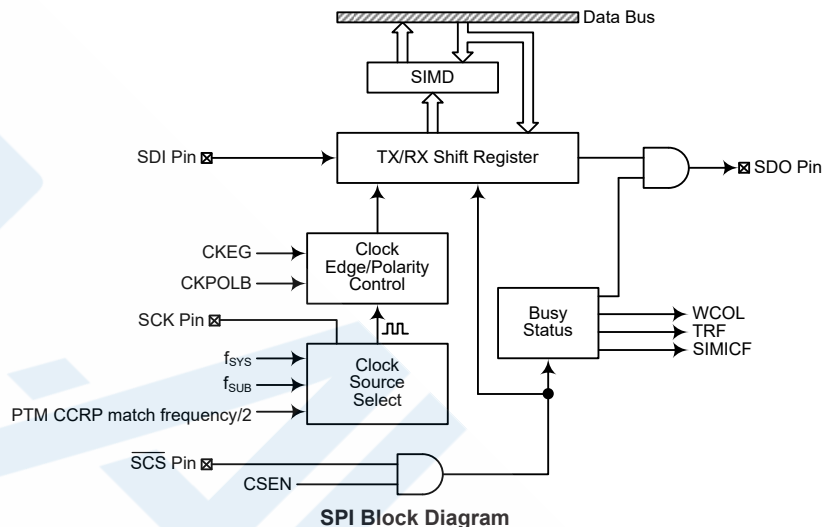 Data Bus
SIMD
SDI Pin
TX/RX Shift Register
SDO Pin
CKEG
CKPOLB
Clock
Edge/Polarity
Control
SCK Pin
Busy
Status
WCOL
TRF
SIMICF
fSYS
fSUB
PTM CCRP match frequency/2
Clock
Source
Select
SCS Pin
CSEN
SPI Block Diagram